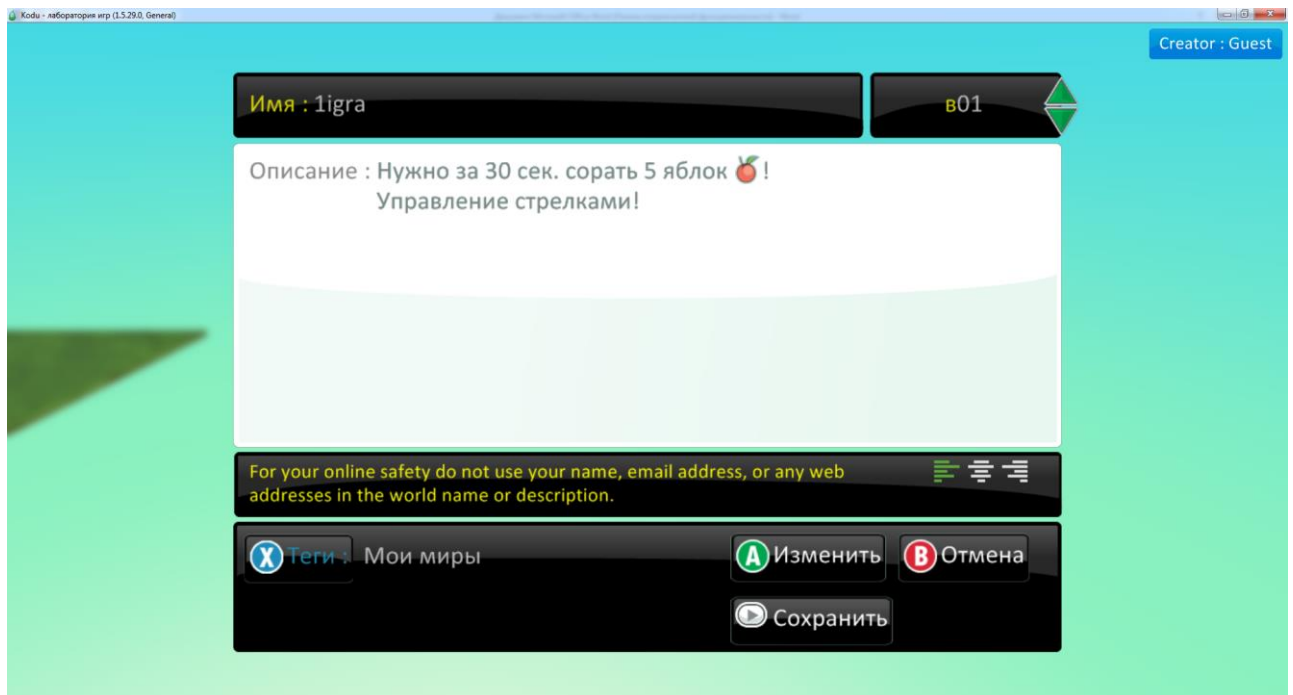 Kodu - лаборатория игр (1.5.29.0, General)
Creator : Guest
Имя : 1igra
в01
Описание : Нужно за 30 сек. сорать 5 яблок !
Управление стрелками!
For your online safety do not use your name, email address, or any web
addresses in the world name or description.
X Теги : Мои миры
A Изменить B Отмена
Сохранить